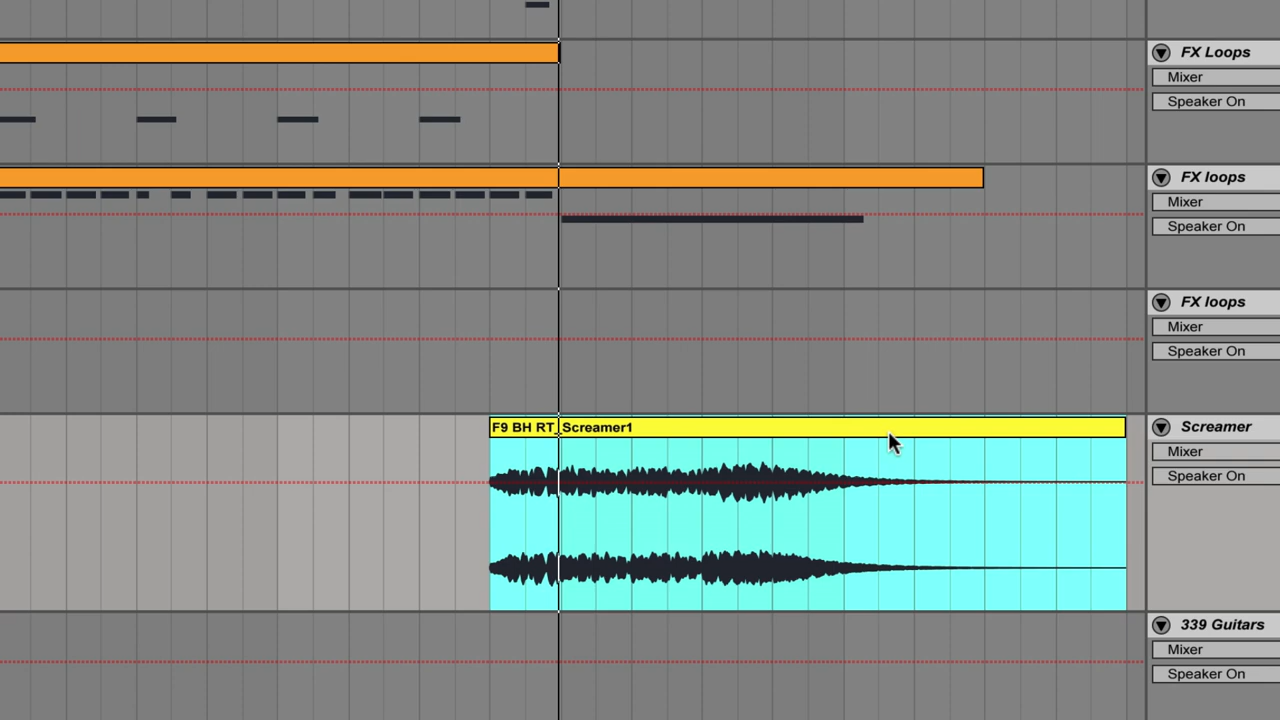 FX Loops
Mixer
Speaker On
FX loops
Mixer
Speaker On
FX loops
Mixer
Speaker On
F9 BH RT_Screamer1
Screamer
Mixer
Speaker On
339 Guitars
Mixer
Speaker On